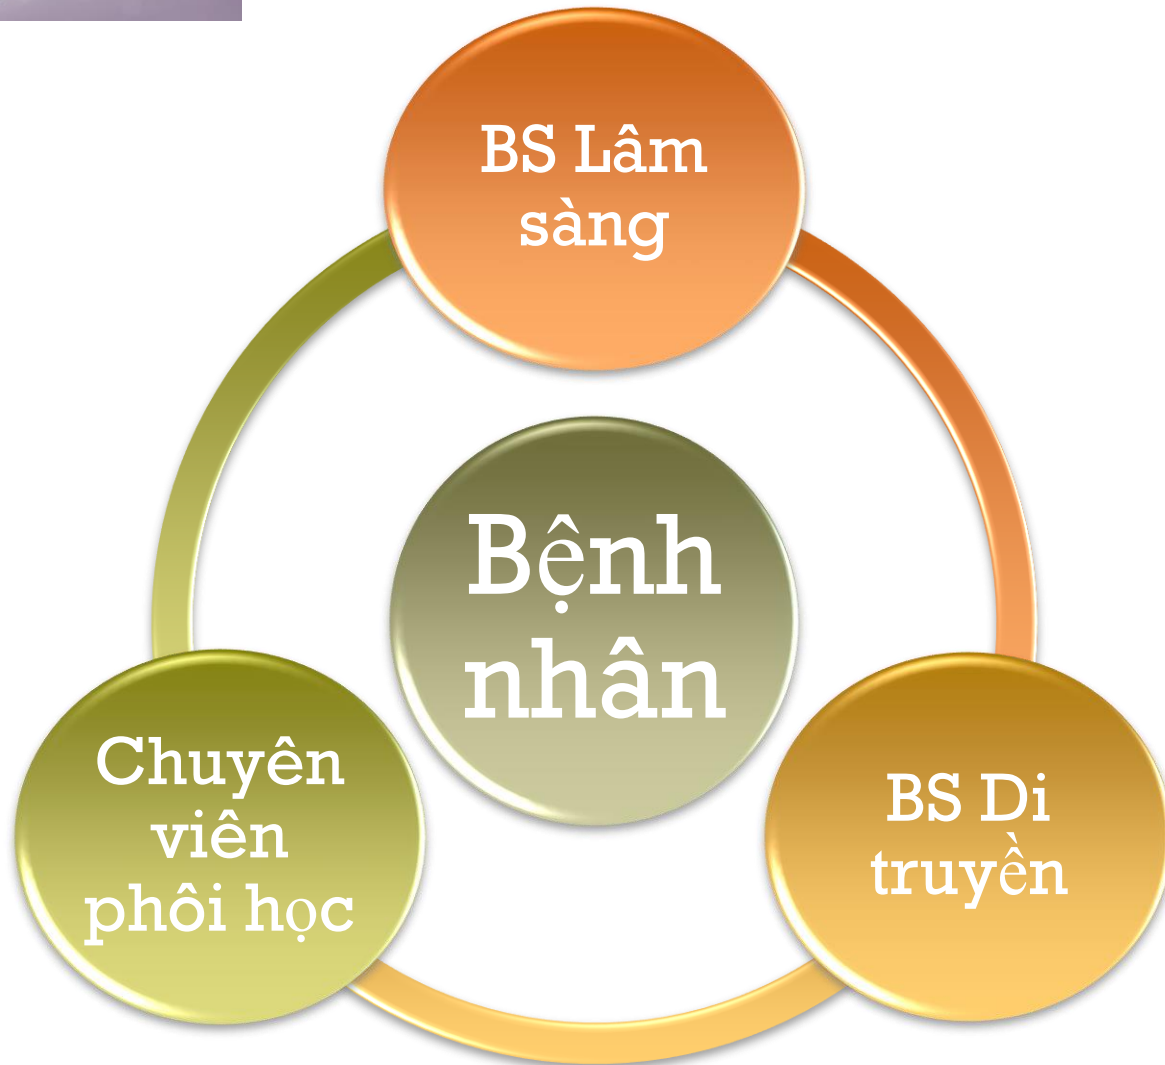 BS Lâm
sàng
Bệnh
nhân
Chuyên
viên
phôi học
BS Di
truyền